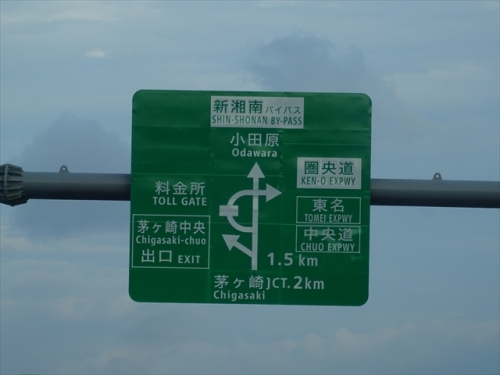 新湘南バイパス
SHIN-SHONAN BY-PASS
小田原
Odawara
圏央道
KEN-O EXPWY
料金所
TOLL GATE
東名
TOMEI EXPWY
茅ヶ崎中央
Chigasaki-chuo
出口 EXIT
中央道
CHUO EXPWY
1.5 km
茅ヶ崎JCT. 2km
Chigasaki